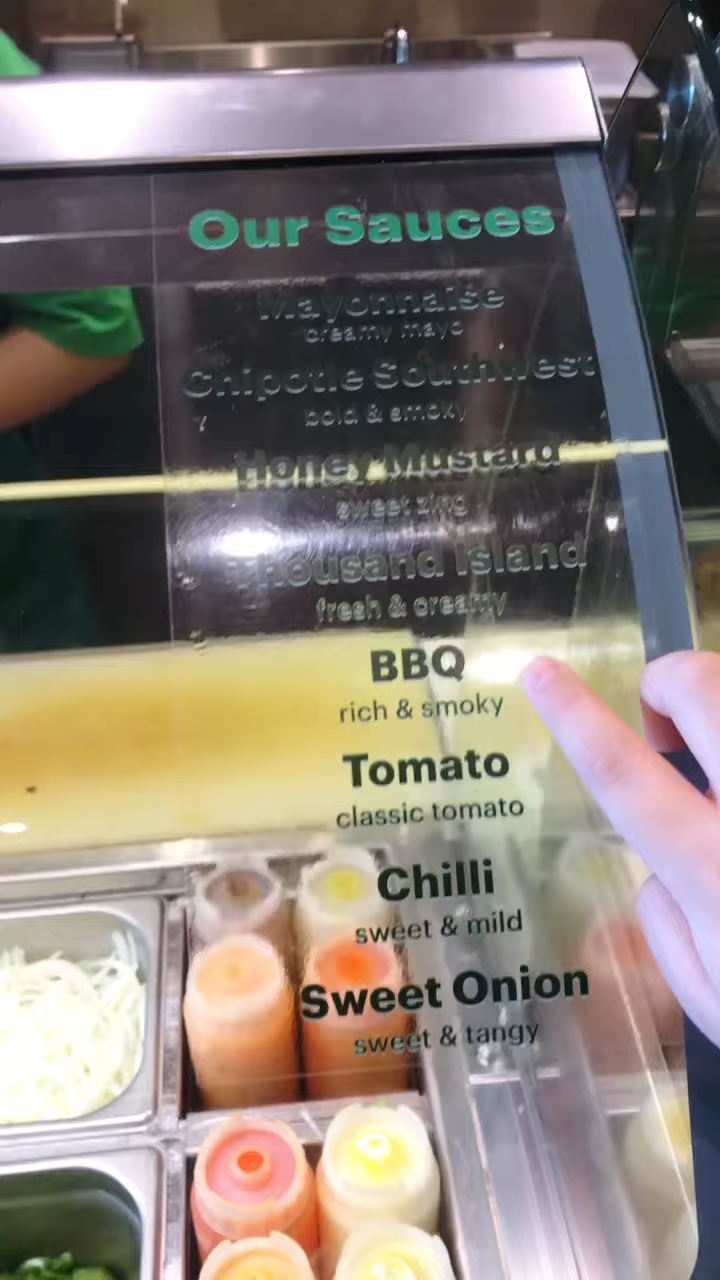 Our Sauces
Mayonnaise
creamy mayo
Chipotle Southwest
bold & smoky
Honey Mustard
sweet zing
Thousand Island
fresh & creamy
BBQ
rich & smoky
Tomato
classic tomato
Chilli
sweet & mild
Sweet Onion
sweet & tangy